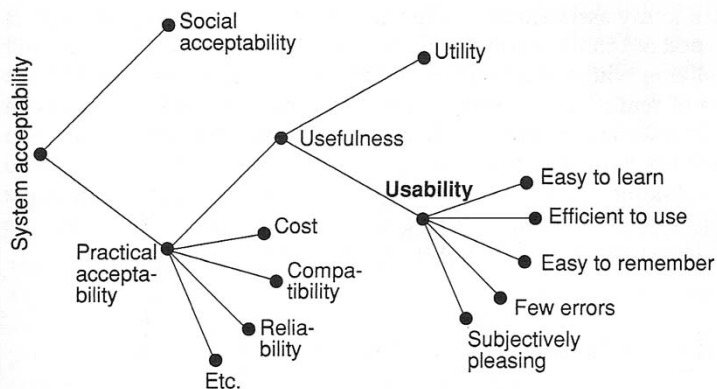 Social
acceptability
System acceptability
Utility
Usefulness
Usability
Easy to learn
Efficient to use
Easy to remember
Few errors
Subjectively
pleasing
Practical
accepta-
bility
Cost
Compa-
tibility
Relia-
bility
Etc.